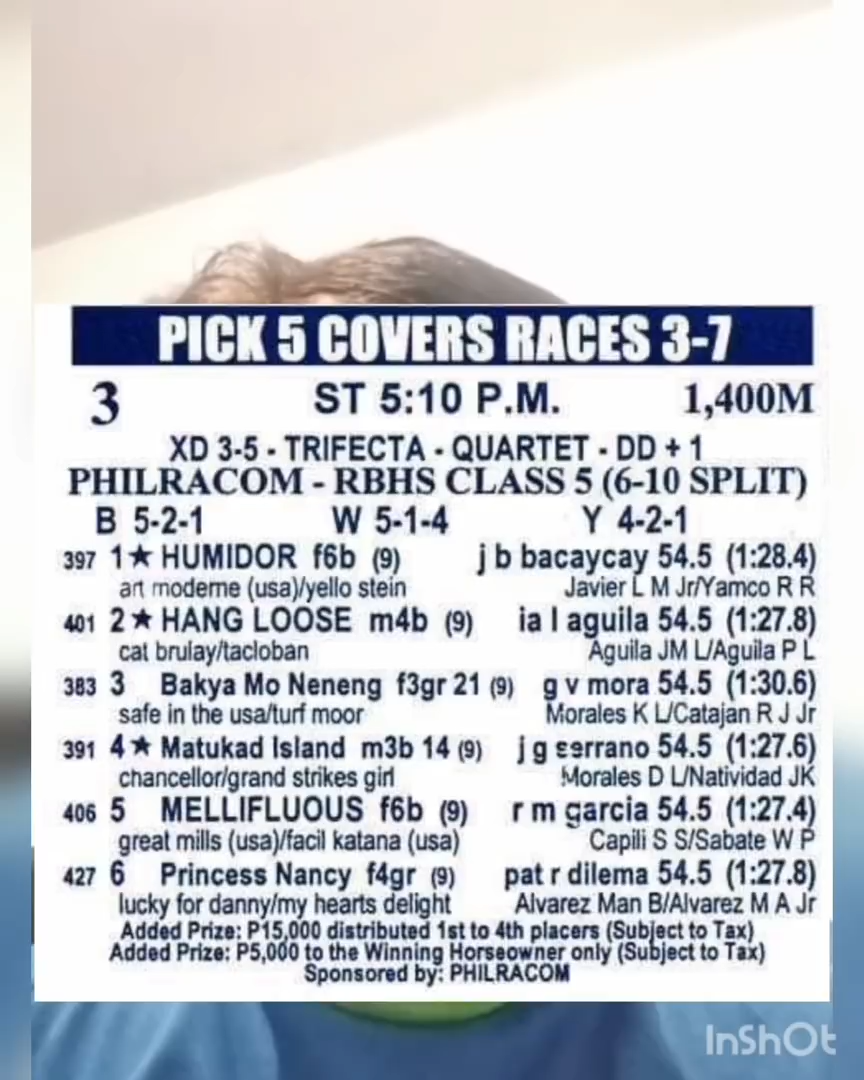 PICK 5 COVERS RACES 3-7
3 ST 5:10 P.M. 1,400M
XD 3-5 - TRIFECTA - QUARTET - DD + 1
PHILRACOM - RBHS CLASS 5 (6-10 SPLIT)
B 5-2-1 W 5-1-4 Y 4-2-1
397 1★ HUMIDOR f6b (9) j b bacaycay 54.5 (1:28.4)
art moderne (usa)/yello stein Javier L M Jr/Yamco R R
401 2★ HANG LOOSE m4b (9) ia l aguila 54.5 (1:27.8)
cat brulay/tacloban Aguila JM L/Aguila P L
383 3 Bakya Mo Neneng f3gr 21 (9) g v mora 54.5 (1:30.6)
safe in the usa/turf moor Morales K L/Catajan R J Jr
391 4★ Matukad Island m3b 14 (9) j g serrano 54.5 (1:27.6)
chancellor/grand strikes girl Morales D L/Natividad JK
406 5 MELLIFLUOUS f6b (9) r m garcia 54.5 (1:27.4)
great mills (usa)/facil katana (usa) Capili S S/Sabate W P
427 6 Princess Nancy f4gr (9) pat r dilema 54.5 (1:27.8)
lucky for danny/my hearts delight Alvarez Man B/Alvarez M A Jr
Added Prize: P15,000 distributed 1st to 4th placers (Subject to Tax)
Added Prize: P5,000 to the Winning Horseowner only (Subject to Tax)
Sponsored by: PHILRACOM
InShOt